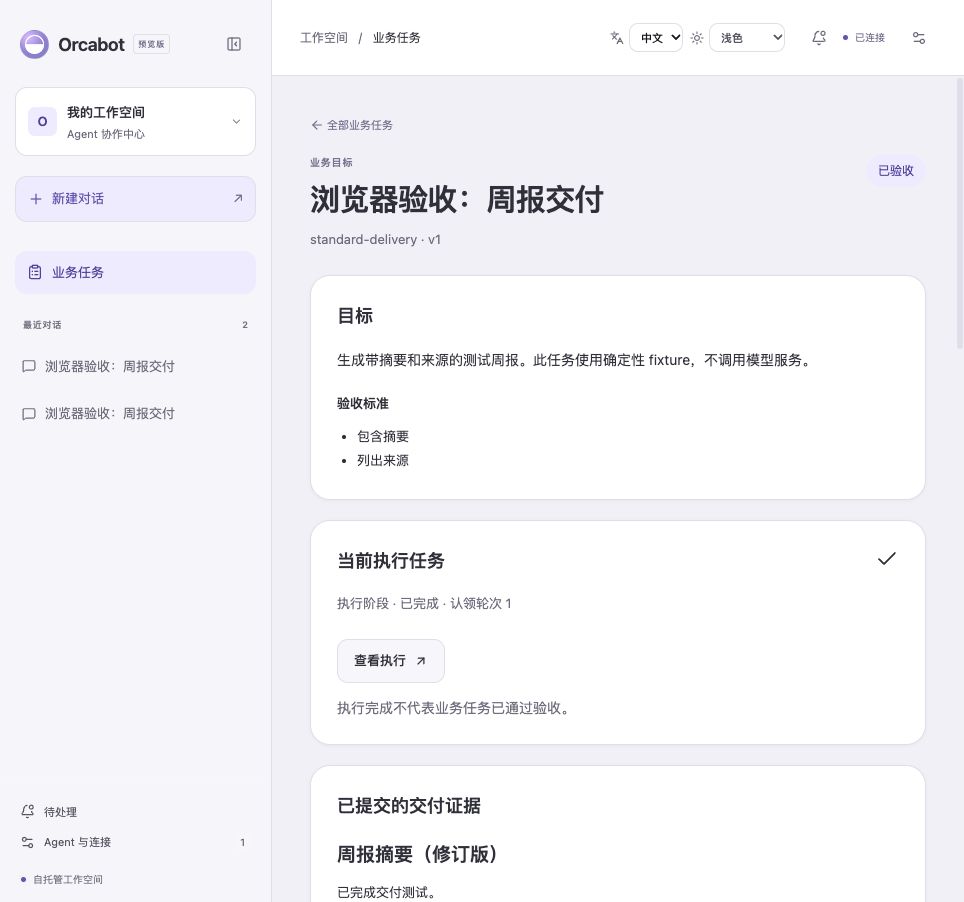 Orcabot 预览版
O 我的工作空间
Agent 协作中心
新建对话
业务任务
最近对话 2
浏览器验收：周报交付
浏览器验收：周报交付
待处理
Agent 与连接 1
自托管工作空间
工作空间 / 业务任务
中文 浅色 已连接
全部业务任务
业务目标
已验收
浏览器验收：周报交付
standard-delivery · v1
目标
生成带摘要和来源的测试周报。此任务使用确定性 fixture，不调用模型服务。
验收标准
包含摘要
列出来源
当前执行任务
执行阶段 · 已完成 · 认领轮次 1
查看执行
执行完成不代表业务任务已通过验收。
已提交的交付证据
周报摘要（修订版）
已完成交付测试。